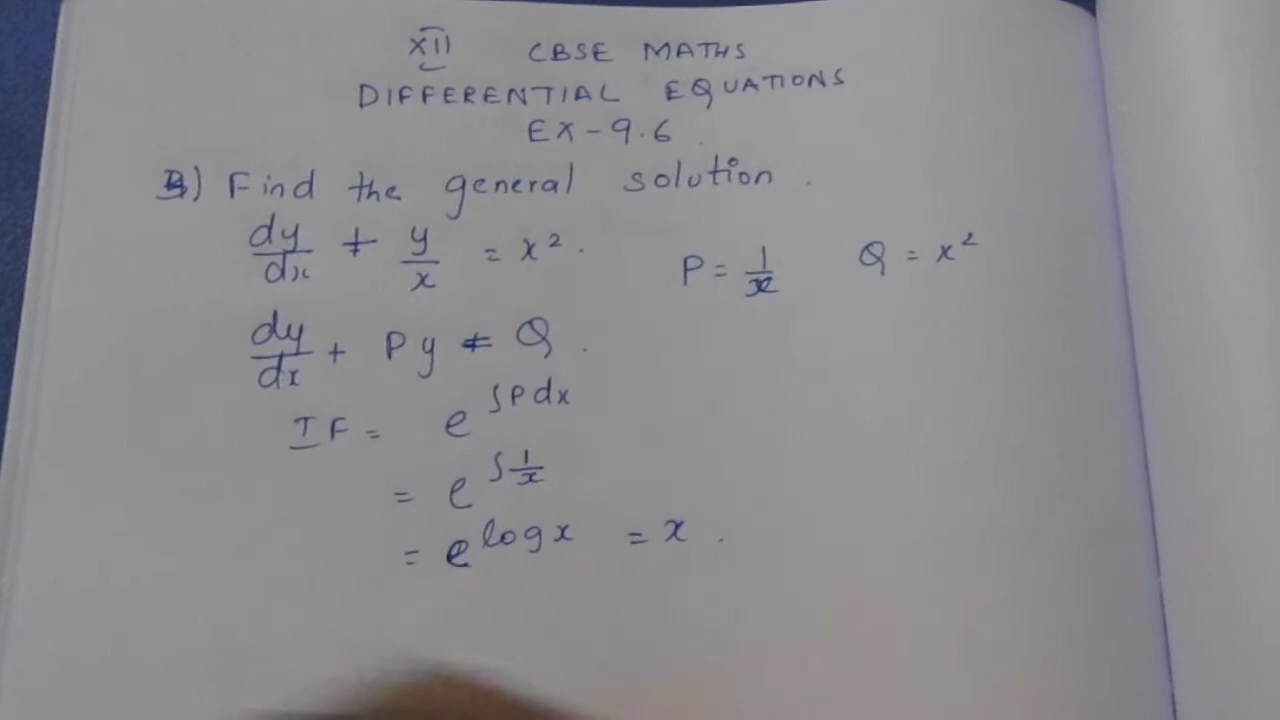 XII CBSE MATHS
DIFFERENTIAL EQUATIONS
EX-9.6.
3) Find the general solution.
dy/dx + y/x = x². P = 1/x Q = x²
dy/dx + Py = Q.
IF = e^∫Pdx
= e^∫1/x
= e^logx = x.